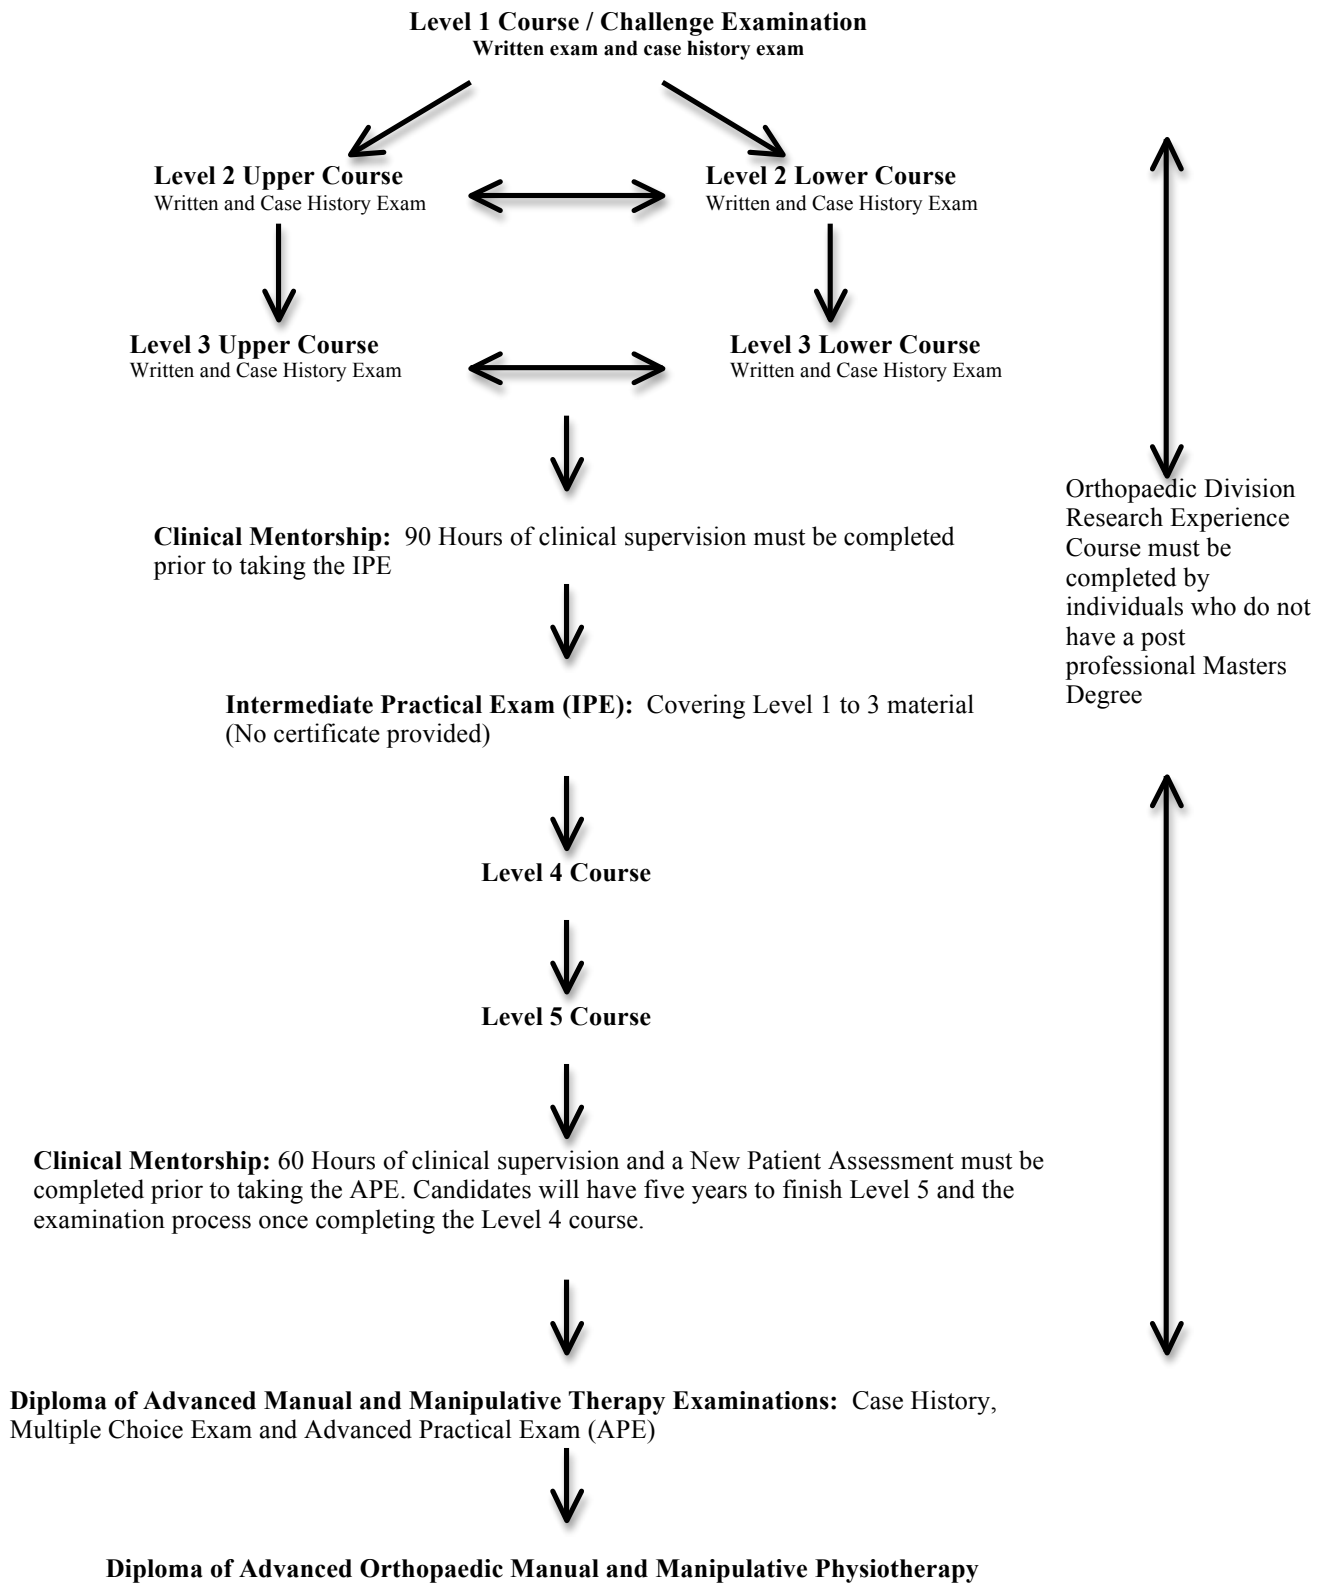 Level 1 Course / Challenge Examination
Written exam and case history exam
Level 2 Upper Course
Written and Case History Exam
Level 2 Lower Course
Written and Case History Exam
Level 3 Upper Course
Written and Case History Exam
Level 3 Lower Course
Written and Case History Exam
Clinical Mentorship: 90 Hours of clinical supervision must be completed
prior to taking the IPE
Intermediate Practical Exam (IPE): Covering Level 1 to 3 material
(No certificate provided)
Orthopaedic Division
Research Experience
Course must be
completed by
individuals who do not
have a post
professional Masters
Degree
Level 4 Course
Level 5 Course
Clinical Mentorship: 60 Hours of clinical supervision and a New Patient Assessment must be
completed prior to taking the APE. Candidates will have five years to finish Level 5 and the
examination process once completing the Level 4 course.
Diploma of Advanced Manual and Manipulative Therapy Examinations: Case History,
Multiple Choice Exam and Advanced Practical Exam (APE)
Diploma of Advanced Orthopaedic Manual and Manipulative Physiotherapy